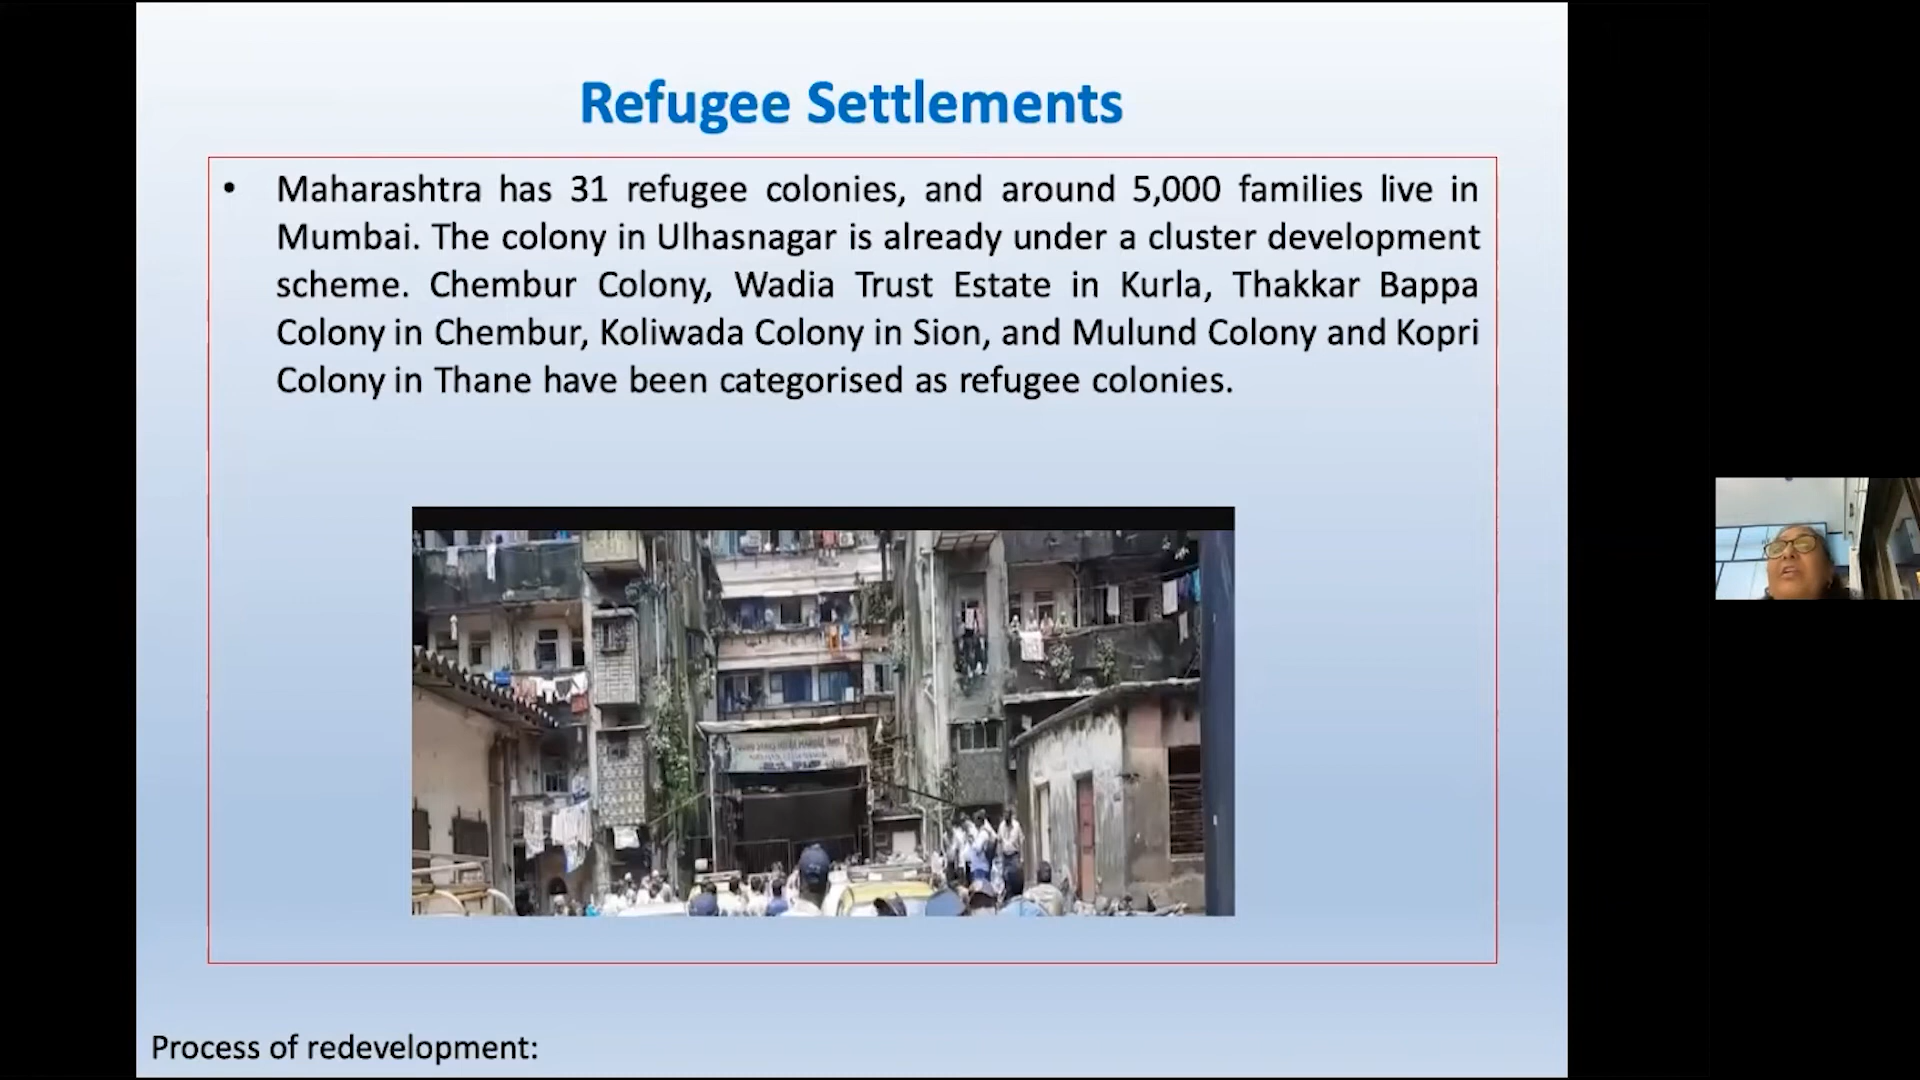 Refugee Settlements
• Maharashtra has 31 refugee colonies, and around 5,000 families live in
Mumbai. The colony in Ulhasnagar is already under a cluster development
scheme. Chembur Colony, Wadia Trust Estate in Kurla, Thakkar Bappa
Colony in Chembur, Koliwada Colony in Sion, and Mulund Colony and Kopri
Colony in Thane have been categorised as refugee colonies.
Process of redevelopment: